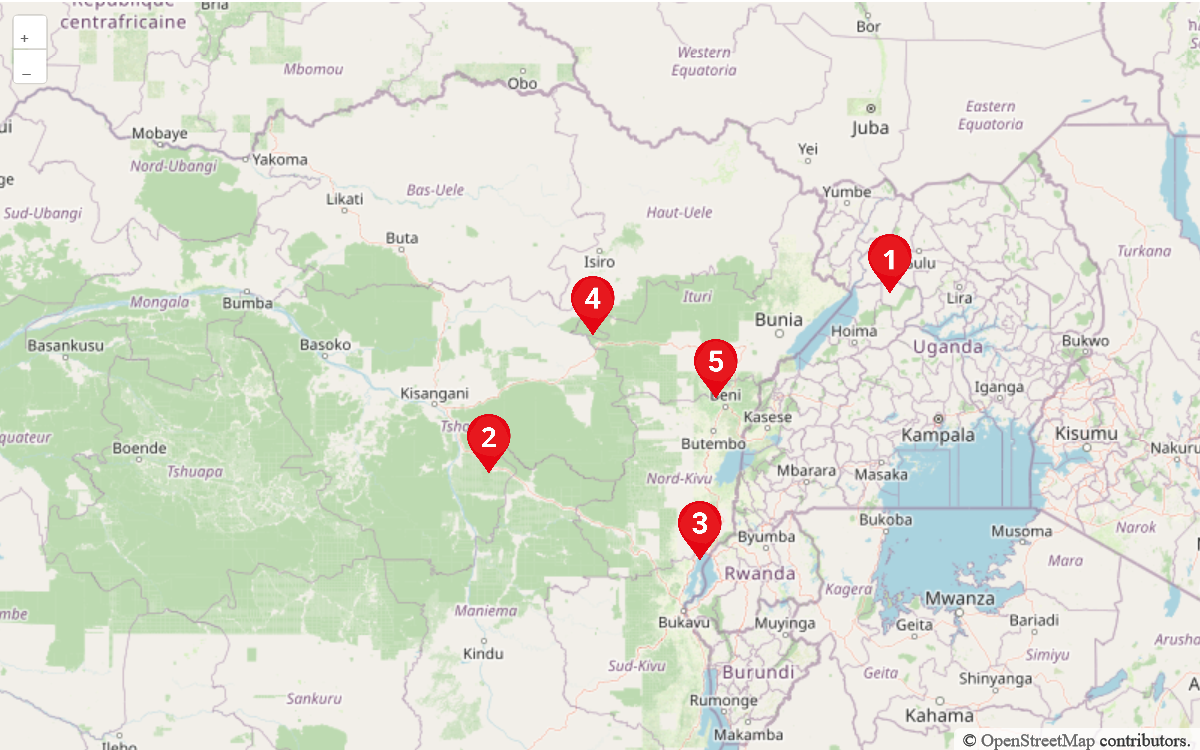 République
centrafricaine
Bria
Bor
+
–
Western
Equatoria
Mbomou
Obo
Eastern
Equatoria
Juba
Mobaye
Yei
Yakoma
Nord-Ubangi
Bas-Uele
Yumbe
Likati
Sud-Ubangi
Haut-Uele
Buta
Turkana
1
Isiro
Mongala
Bumba
4
Ituri
Lira
Bunia
Hoima
Basankusu
Basoko
Uganda
Bukwo
5
Kisangani
Beni
Iganga
Kasese
2
Kampala
Kisumu
Boende
Butembo
Nakuru
Tshuapa
Nord-Kivu
Mbarara
Masaka
3
Bukoba
Musoma
Narok
Byumba
Mara
Rwanda
Kagera
Maniema
Mwanza
Bukavu
Muyinga
Geita
Bariadi
Kindu
Simiyu
Sud-Kivu
Burundi
Geita
Shinyanga
Sankuru
Rumonge
Kahama
Makamba
Ilebo
© OpenStreetMap contributors.